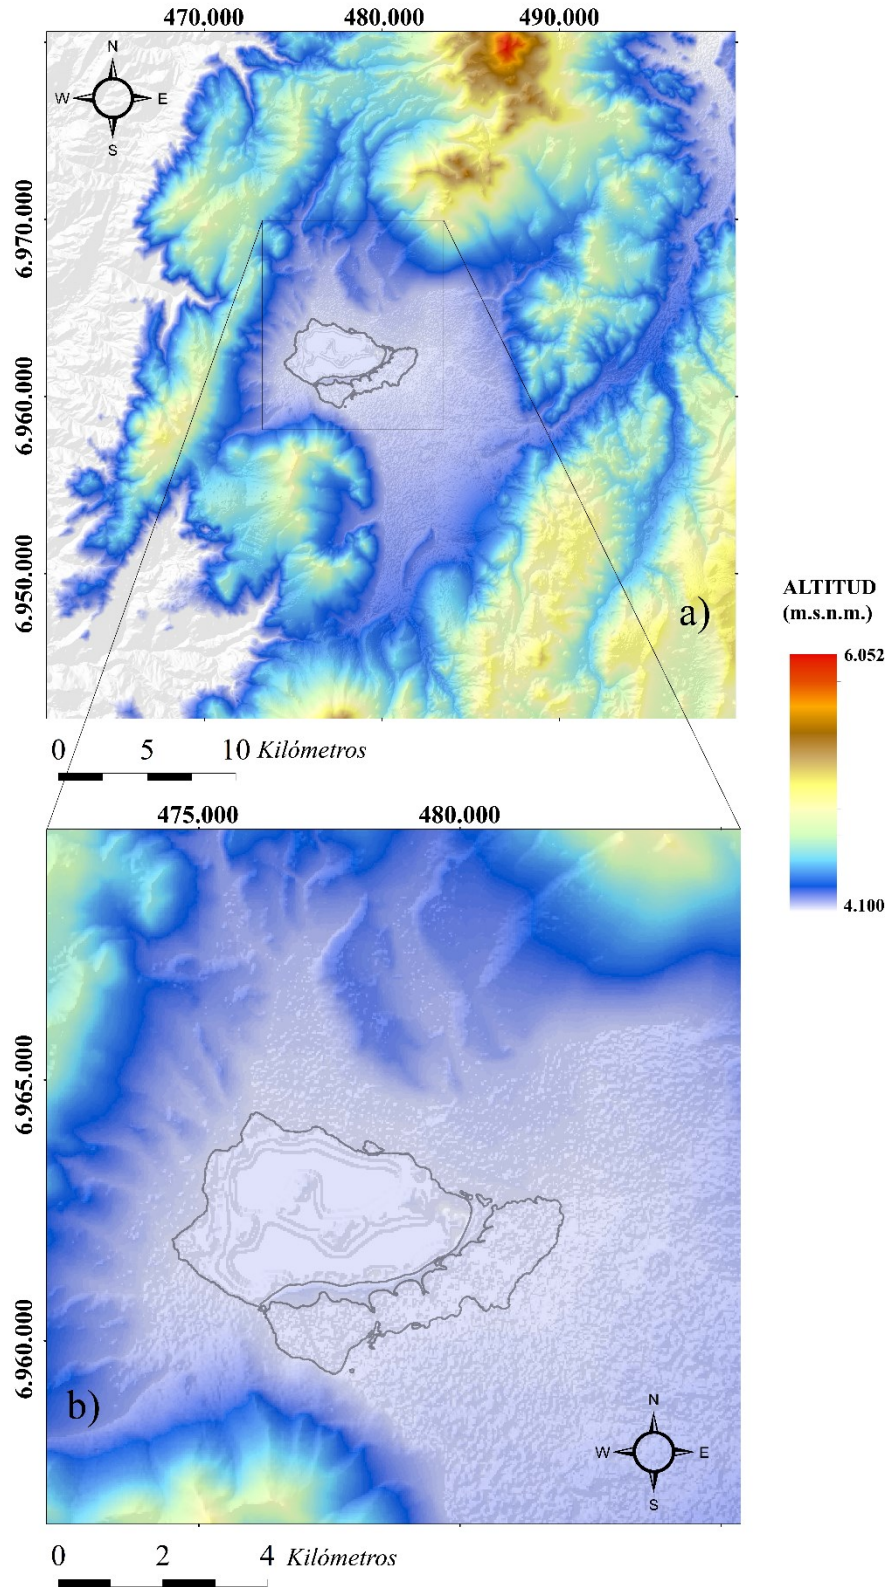 470.000 480.000 490.000
N
W E
S
6.970.000
6.960.000
6.950.000
a)
ALTITUD
(m.s.n.m.)
6.052
4.100
0 5 10 Kilómetros
475.000 480.000
6.965.000
6.960.000
b)
N
W E
S
0 2 4 Kilómetros